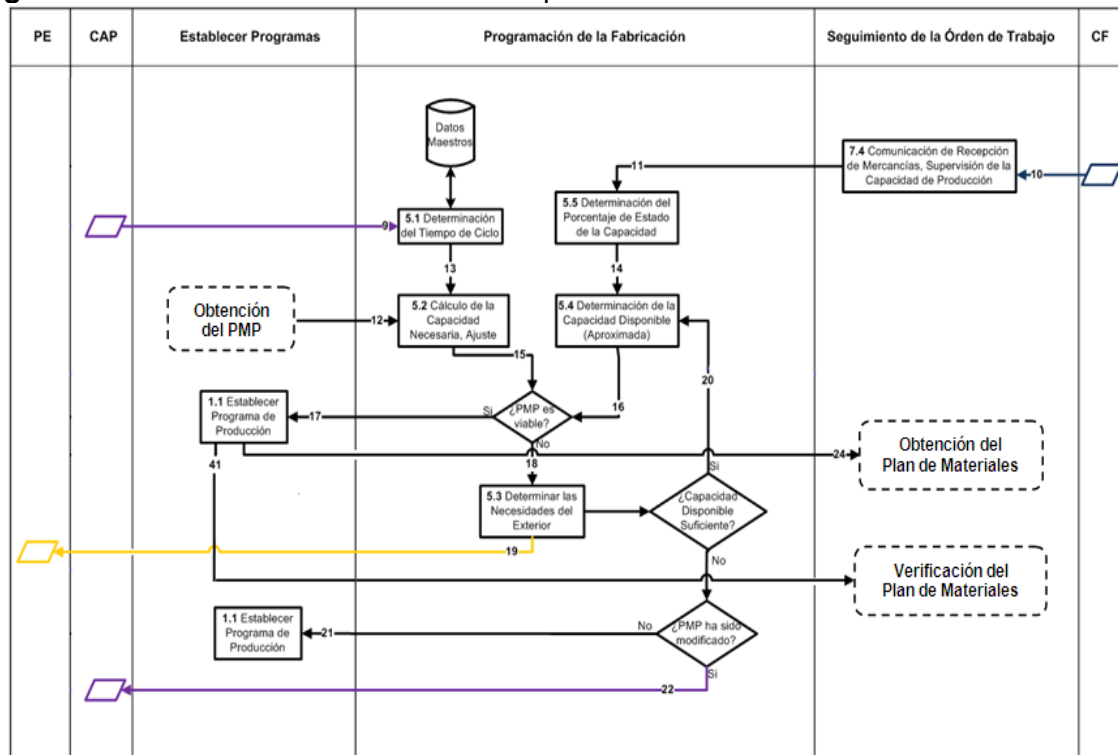 PE
CAP
Establecer Programas
Programación de la Fabricación
Seguimiento de la Órden de Trabajo
CF
Datos
Maestros
11
7.4 Comunicación de Recepción
de Mercancías, Supervisión de la
Capacidad de Producción
10
9
5.1 Determinación
del Tiempo de Ciclo
5.5 Determinación del
Porcentaje de Estado
de la Capacidad
13
14
Obtención
del PMP
12
5.2 Cálculo de la
Capacidad
Necesaria, Ajuste
5.4 Determinación de la
Capacidad Disponible
(Aproximada)
15
16
20
1.1 Establecer
Programa de
Producción
17
Si
¿PMP es
viable?
No
18
41
24
Obtención del
Plan de Materiales
5.3 Determinar las
Necesidades del
Exterior
Si
¿Capacidad
Disponible
Suficiente?
19
No
Verificación del
Plan de Materiales
1.1 Establecer
Programa de
Producción
21
No
¿PMP ha sido
modificado?
Si
22